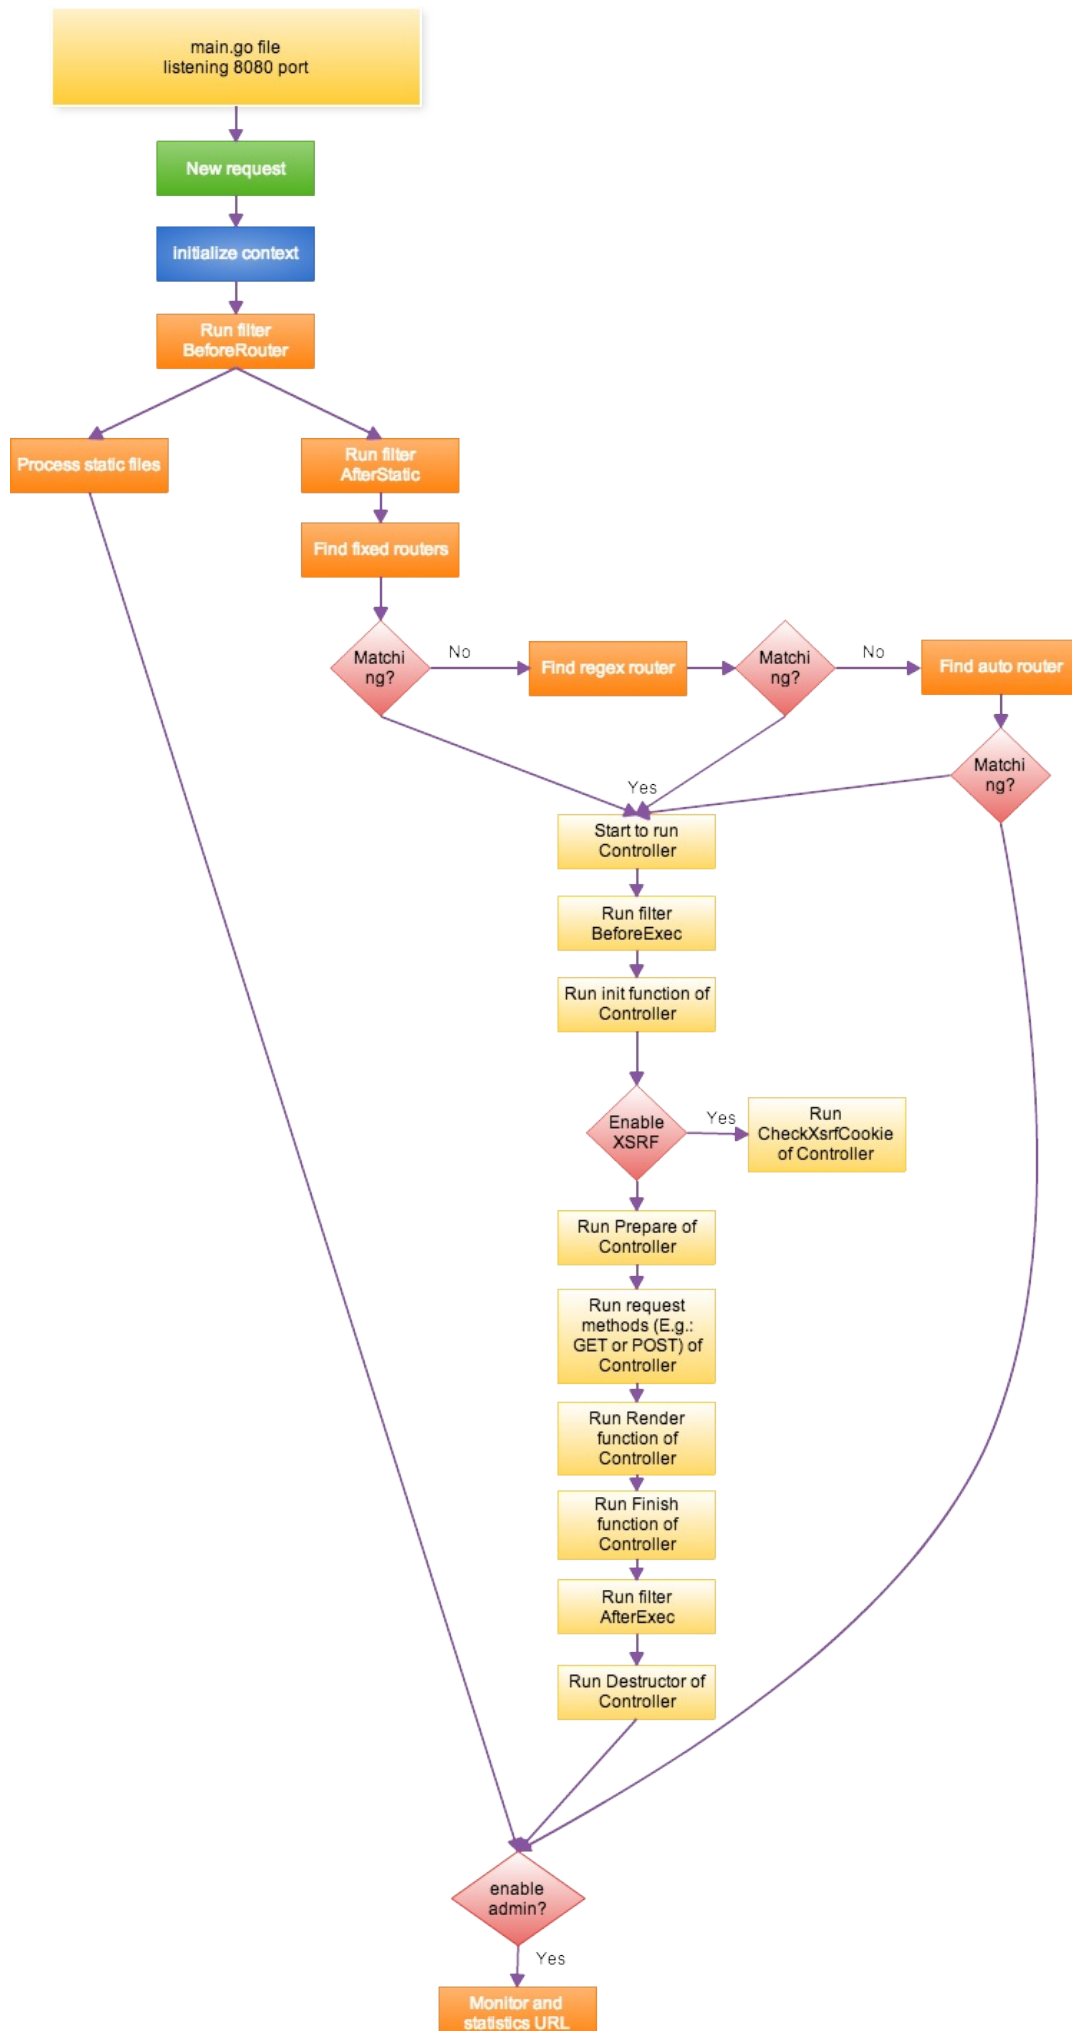 main.go file
listening 8080 port
New request
initialize context
Run filter
BeforeRouter
Process static files
Run filter
AfterStatic
Find fixed routers
Matchi
ng?
No
Find regex router
Matchi
ng?
No
Find auto router
Matchi
ng?
Yes
Start to run
Controller
Run filter
BeforeExec
Run init function of
Controller
Enable
XSRF
Yes
Run
CheckXsrfCookie
of Controller
Run Prepare of
Controller
Run request
methods (E.g.:
GET or POST) of
Controller
Run Render
function of
Controller
Run Finish
function of
Controller
Run filter
AfterExec
Run Destructor of
Controller
enable
admin?
Yes
Monitor and
statistics URL